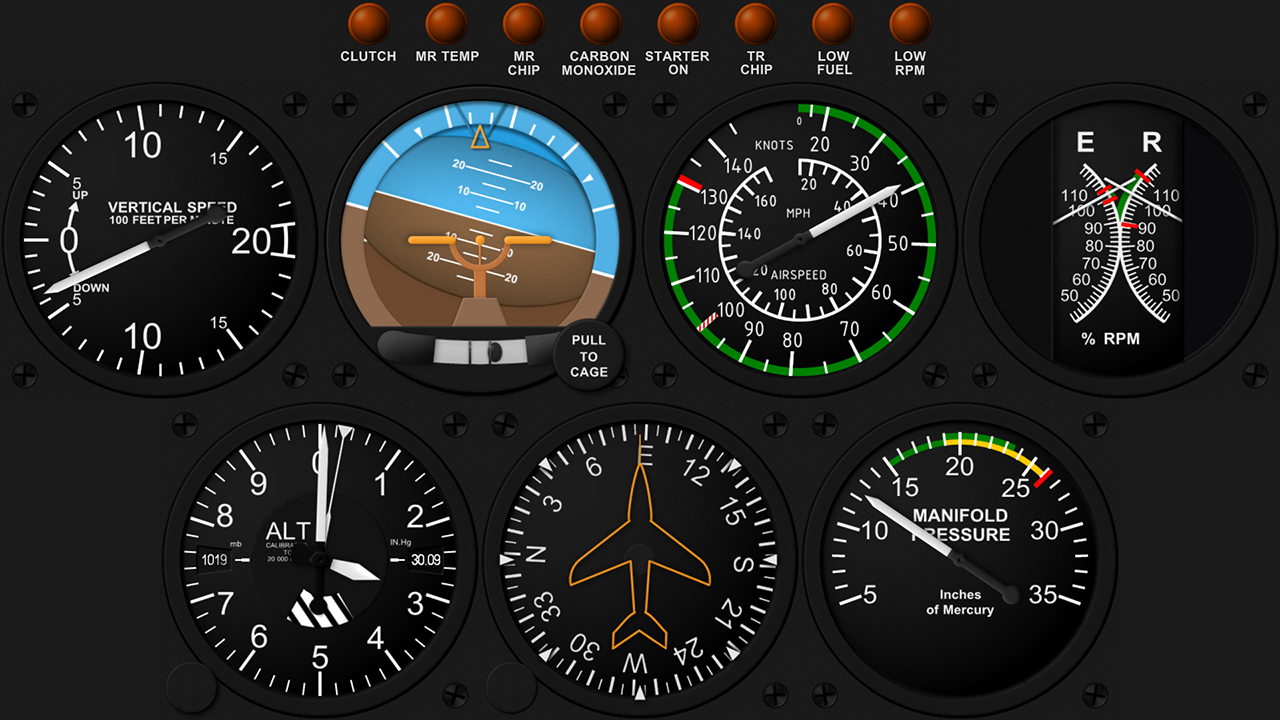 CLUTCH
MR TEMP
MR
CHIP
CARBON
MONOXIDE
STARTER
ON
TR
CHIP
LOW
FUEL
LOW
RPM
10
15
5
UP
VERTICAL SPEED
100 FEET PER MINUTE
0
20
DOWN
5
10
15
20
20
10
10
10
20
20
PULL
TO
CAGE
0
20
30
40
50
60
70
80
90
100
110
120
130
140
KNOTS
20
40
60
80
100
140
160
MPH
AIRSPEED
E R
110 110
100 100
90 90
80 80
70 70
60 60
50 50
% RPM
0
1
2
3
4
5
6
7
8
9
ALT
CALIBRATED
TO
20 000
mb
1019
IN.Hg
30.09
E
12
15
S
21
24
W
30
33
N
3
6
5
10
15
20
25
30
35
MANIFOLD
PRESSURE
Inches
of Mercury